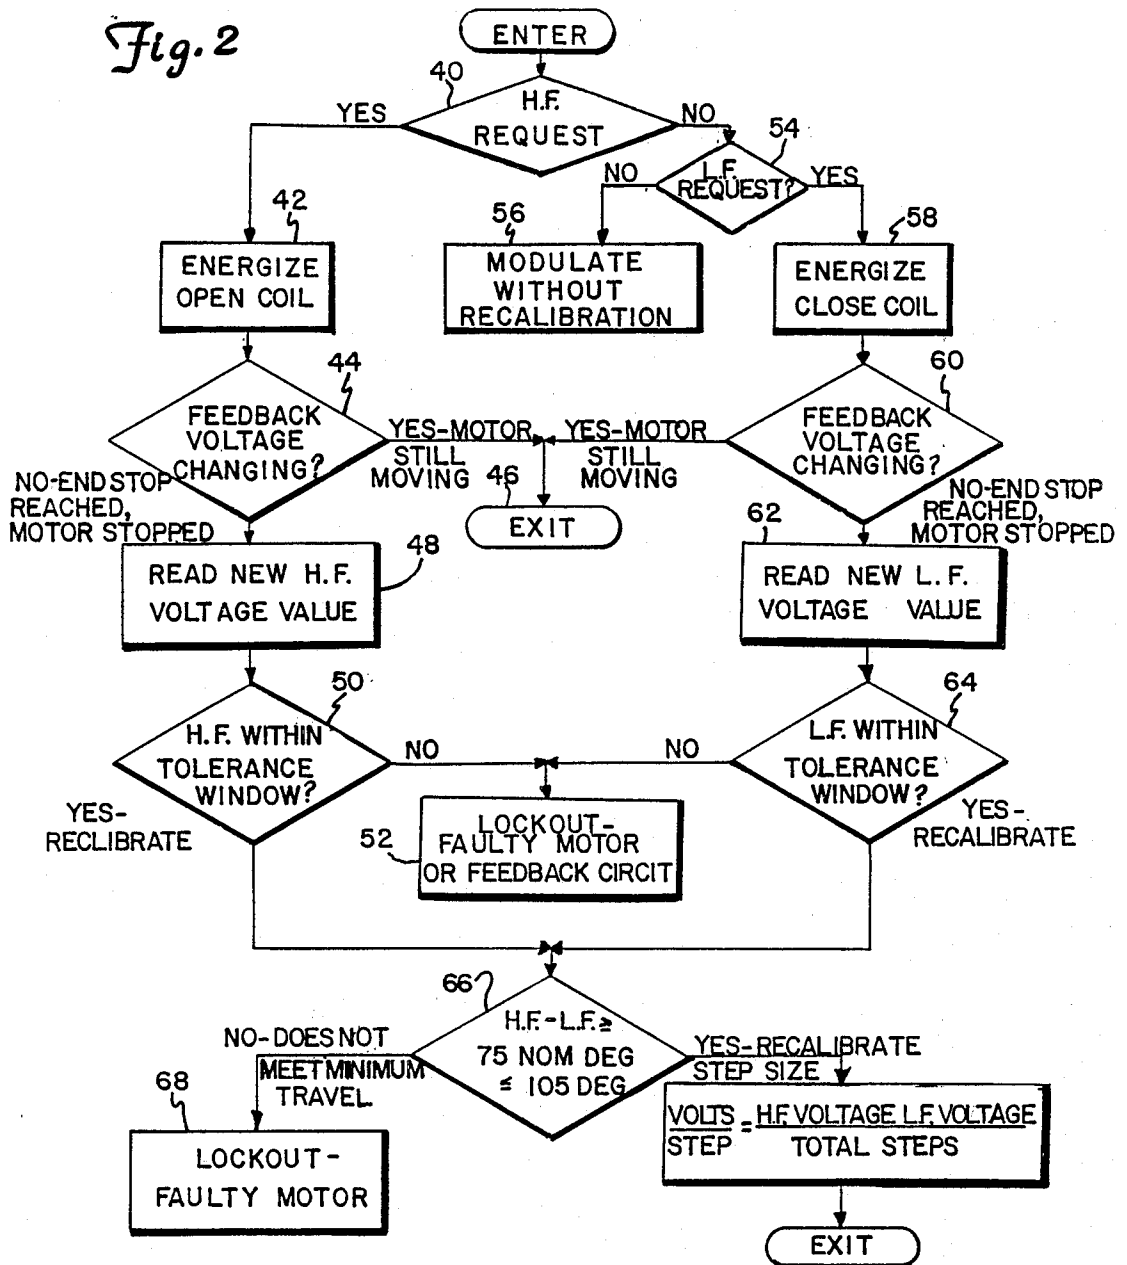 Fig. 2
ENTER
40
H.F.
REQUEST
YES
NO
54
L.F.
REQUEST?
NO
YES
42
ENERGIZE
OPEN COIL
56
MODULATE
WITHOUT
RECALIBRATION
58
ENERGIZE
CLOSE COIL
44
FEEDBACK
VOLTAGE
CHANGING?
YES-MOTOR
STILL
MOVING
YES-MOTOR
STILL
MOVING
60
FEEDBACK
VOLTAGE
CHANGING?
46
EXIT
NO-END STOP
REACHED,
MOTOR STOPPED
NO-END STOP
REACHED,
MOTOR STOPPED
48
READ NEW H.F.
VOLTAGE VALUE
62
READ NEW L.F.
VOLTAGE VALUE
50
H.F. WITHIN
TOLERANCE
WINDOW?
NO
NO
64
L.F. WITHIN
TOLERANCE
WINDOW?
YES-
RECLIBRATE
52
LOCKOUT-
FAULTY MOTOR
OR FEEDBACK CIRCIT
YES-
RECALIBRATE
66
H.F.-L.F. ≥
75 NOM DEG
≤ 105 DEG
NO-DOES NOT
MEET MINIMUM
TRAVEL
YES-RECALIBRATE
STEP SIZE
68
LOCKOUT-
FAULTY MOTOR
VOLTS = H.F. VOLTAGE L.F. VOLTAGE
STEP TOTAL STEPS
EXIT